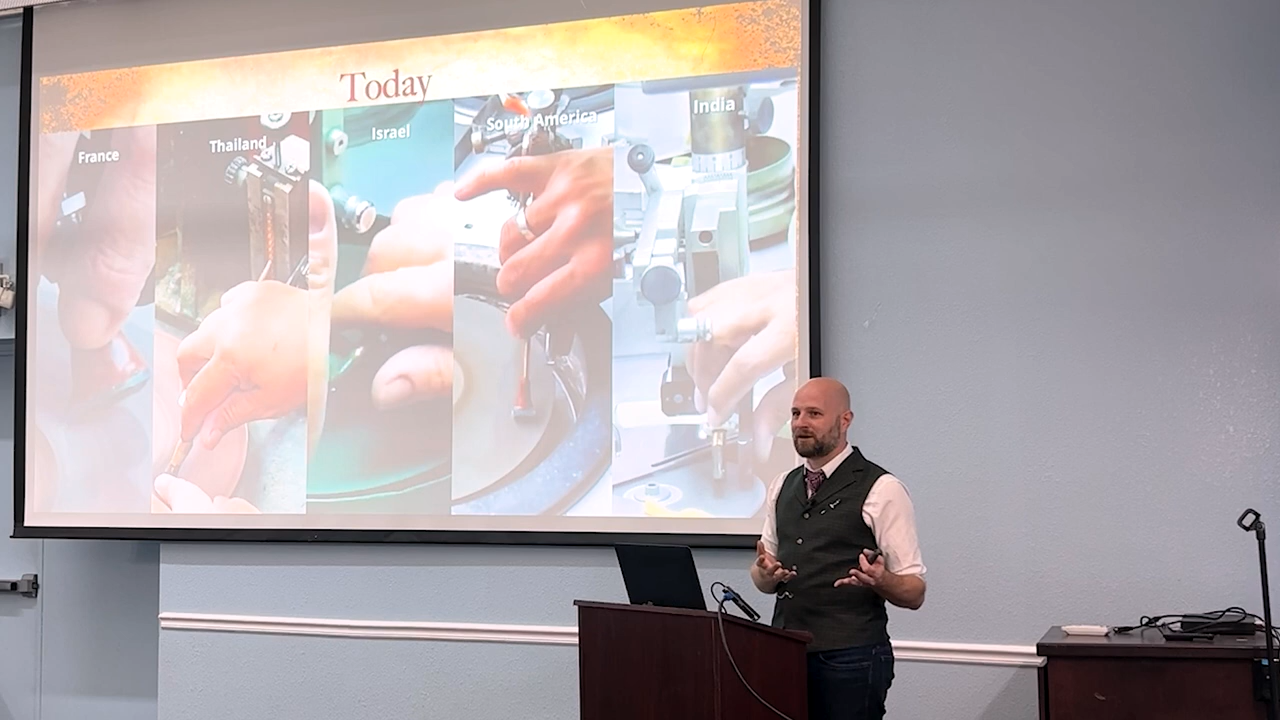 Today
France
Thailand
Israel
South America
India